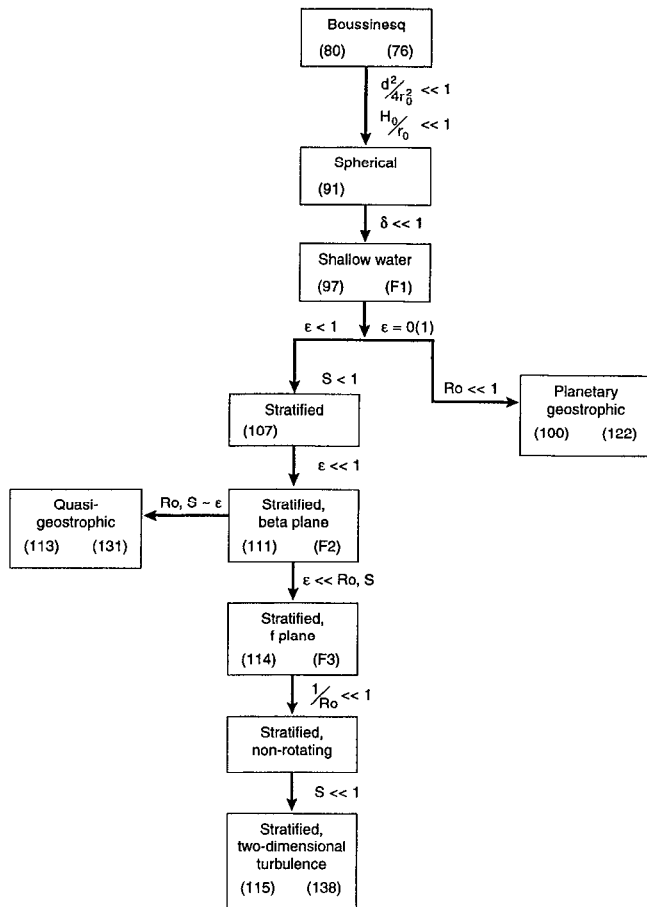 Boussinesq
(80) (76)
d²/4r₀² << 1
H₀/r₀ << 1
Spherical
(91)
δ << 1
Shallow water
(97) (F1)
ε < 1 ε = 0(1)
S < 1
Ro << 1
Stratified
(107)
Planetary
geostrophic
(100) (122)
ε << 1
Quasi-
geostrophic
(113) (131)
Ro, S ~ ε
Stratified,
beta plane
(111) (F2)
ε << Ro, S
Stratified,
f plane
(114) (F3)
1/Ro << 1
Stratified,
non-rotating
S << 1
Stratified,
two-dimensional
turbulence
(115) (138)